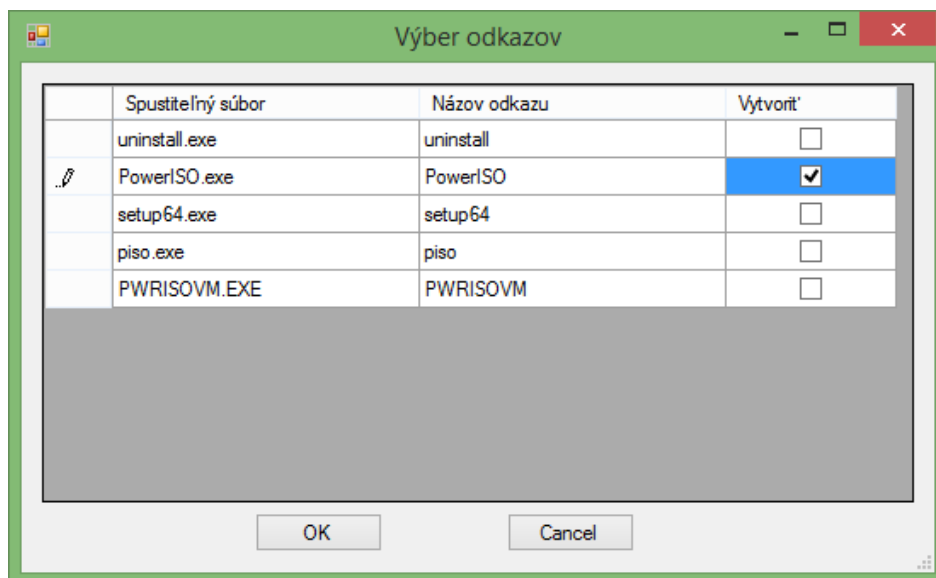 Výber odkazov
Spustiteľný súbor Názov odkazu Vytvoriť
uninstall.exe uninstall
PowerISO.exe PowerISO
setup64.exe setup64
piso.exe piso
PWRISOVM.EXE PWRISOVM
OK Cancel